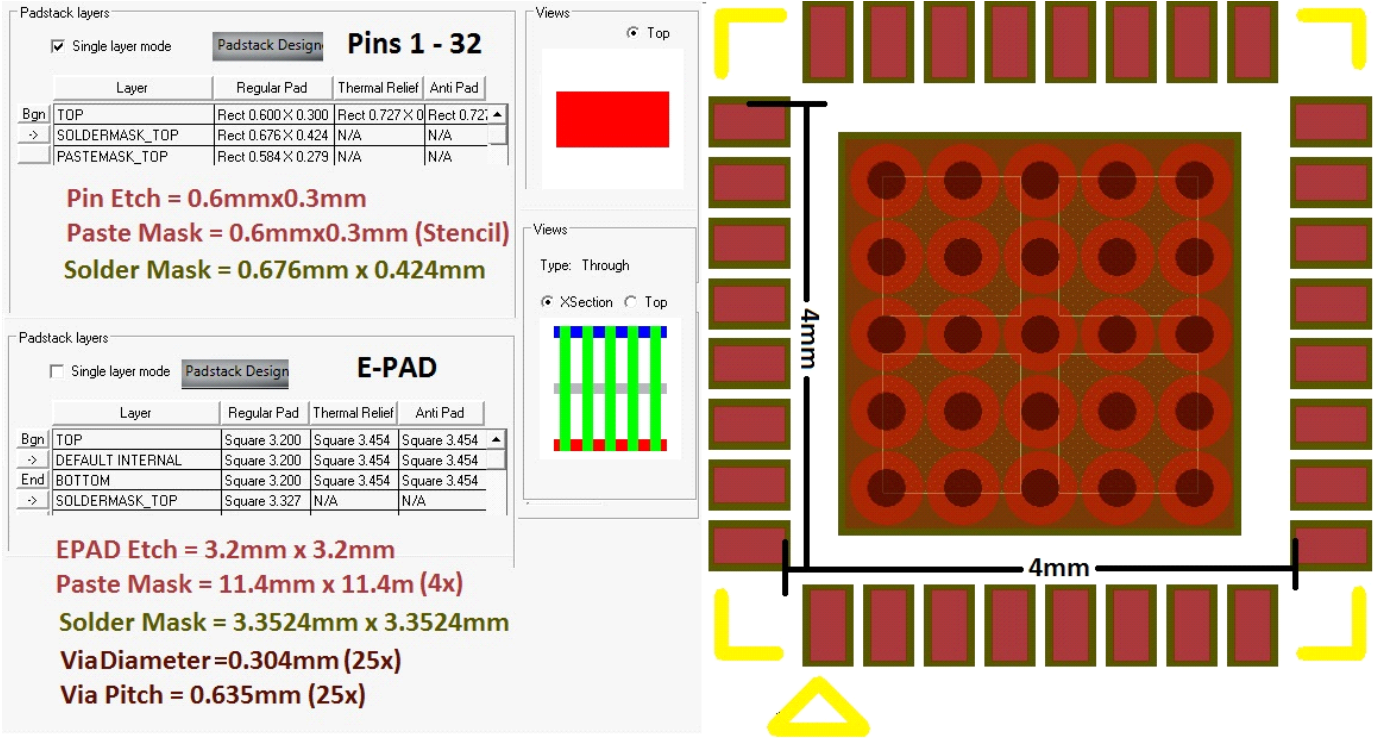 Padstack layers
Single layer mode
Padstack Design
Pins 1 - 32
Layer Regular Pad Thermal Relief Anti Pad
Bgn TOP Rect 0.600 X 0.300 Rect 0.727 X 0 Rect 0.727
-> SOLDERMASK_TOP Rect 0.676 X 0.424 N/A N/A
PASTEMASK_TOP Rect 0.584 X 0.279 N/A N/A
Pin Etch = 0.6mmx0.3mm
Paste Mask = 0.6mmx0.3mm (Stencil)
Solder Mask = 0.676mm x 0.424mm
Views
Top
Views
Type: Through
XSection Top
Padstack layers
Single layer mode
Padstack Design
E-PAD
Layer Regular Pad Thermal Relief Anti Pad
Bgn TOP Square 3.200 Square 3.454 Square 3.454
-> DEFAULT INTERNAL Square 3.200 Square 3.454 Square 3.454
End BOTTOM Square 3.200 Square 3.454 Square 3.454
-> SOLDERMASK_TOP Square 3.327 N/A N/A
EPAD Etch = 3.2mm x 3.2mm
Paste Mask = 11.4mm x 11.4m (4x)
Solder Mask = 3.3524mm x 3.3524mm
ViaDiameter=0.304mm (25x)
Via Pitch = 0.635mm (25x)
4mm
4mm